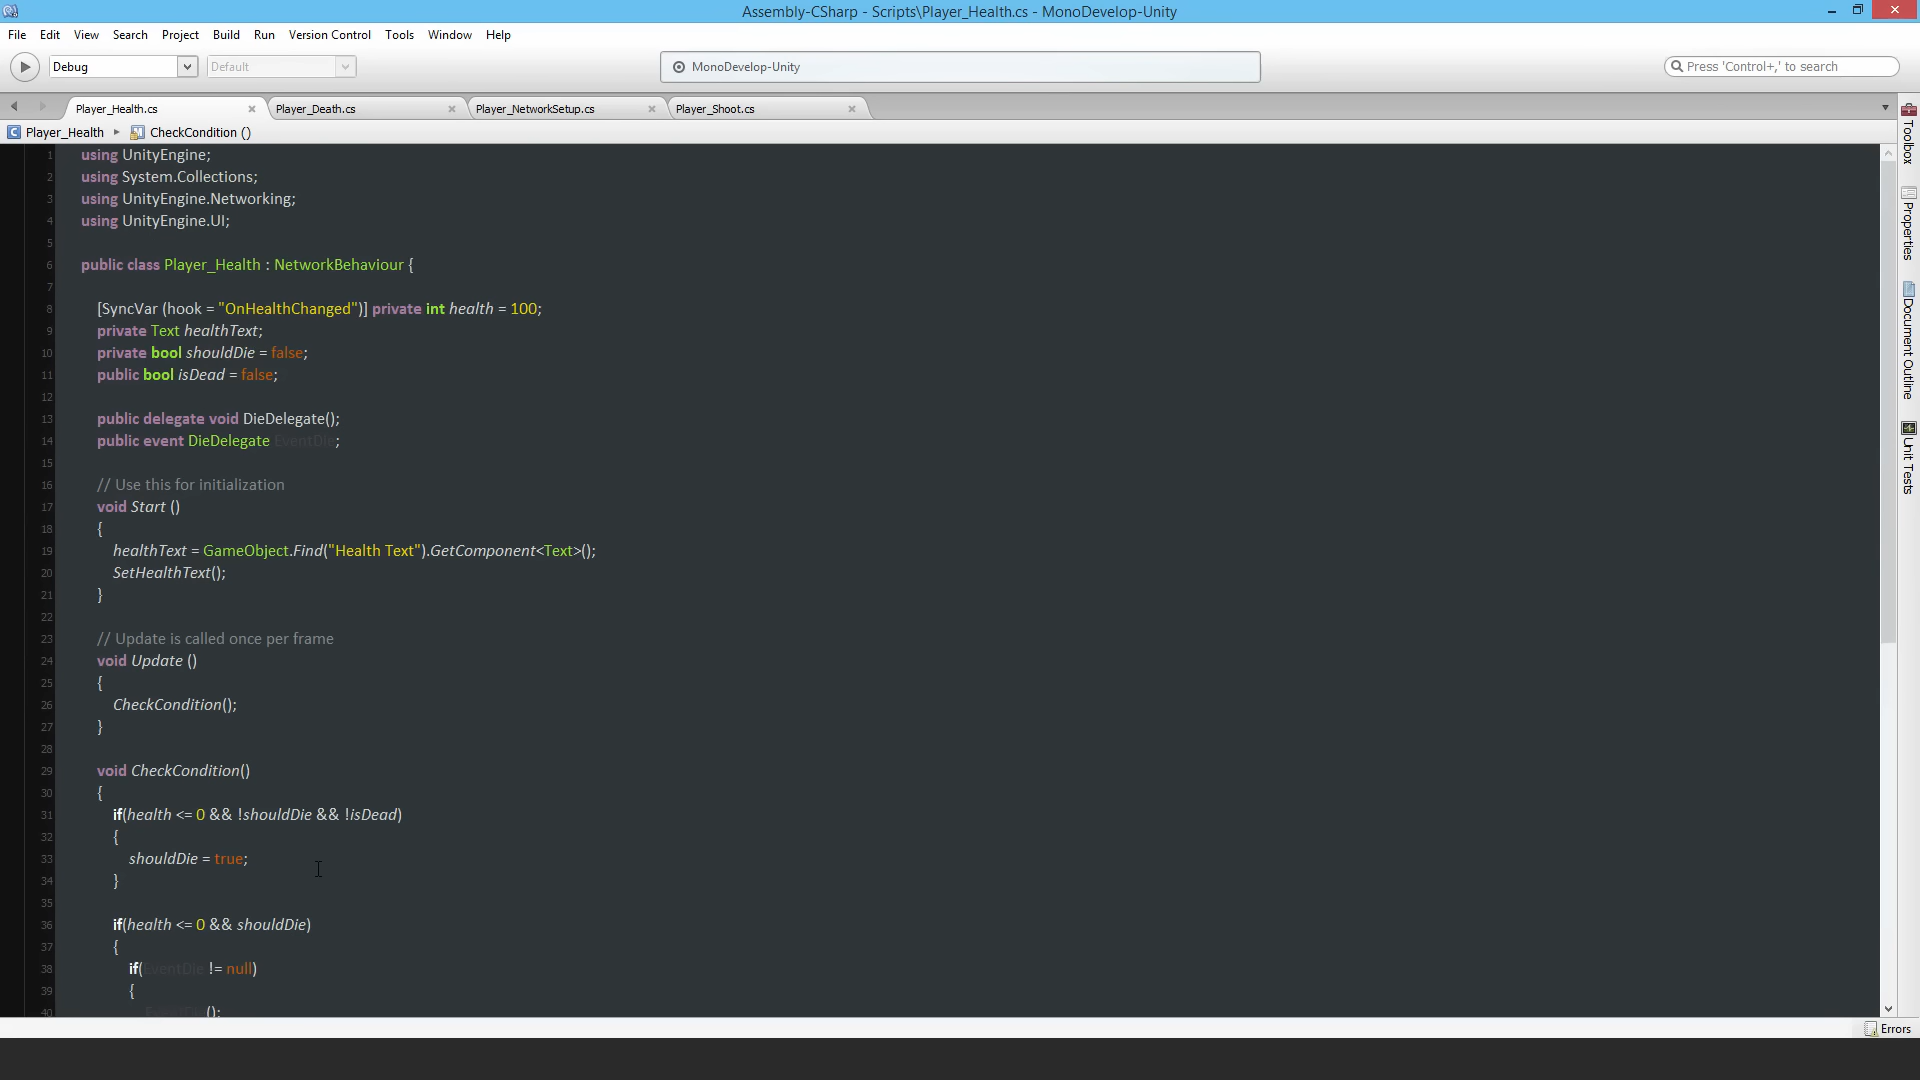 Assembly-CSharp - Scripts\Player_Health.cs - MonoDevelop-Unity
File Edit View Search Project Build Run Version Control Tools Window Help
Debug Default MonoDevelop-Unity Press 'Control+,' to search
Player_Health.cs Player_Death.cs Player_NetworkSetup.cs Player_Shoot.cs
Player_Health CheckCondition ()
1 using UnityEngine;
2 using System.Collections;
3 using UnityEngine.Networking;
4 using UnityEngine.UI;
5
6 public class Player_Health : NetworkBehaviour {
7
8 [SyncVar (hook = "OnHealthChanged")] private int health = 100;
9 private Text healthText;
10 private bool shouldDie = false;
11 public bool isDead = false;
12
13 public delegate void DieDelegate();
14 public event DieDelegate EventDie;
15
16 // Use this for initialization
17 void Start ()
18 {
19 healthText = GameObject.Find("Health Text").GetComponent<Text>();
20 SetHealthText();
21 }
22
23 // Update is called once per frame
24 void Update ()
25 {
26 CheckCondition();
27 }
28
29 void CheckCondition()
30 {
31 if(health <= 0 && !shouldDie && !isDead)
32 {
33 shouldDie = true;
34 }
35
36 if(health <= 0 && shouldDie)
37 {
38 if(EventDie != null)
39 {
40 ();
Toolbox
Properties
Document Outline
Unit Tests
Errors